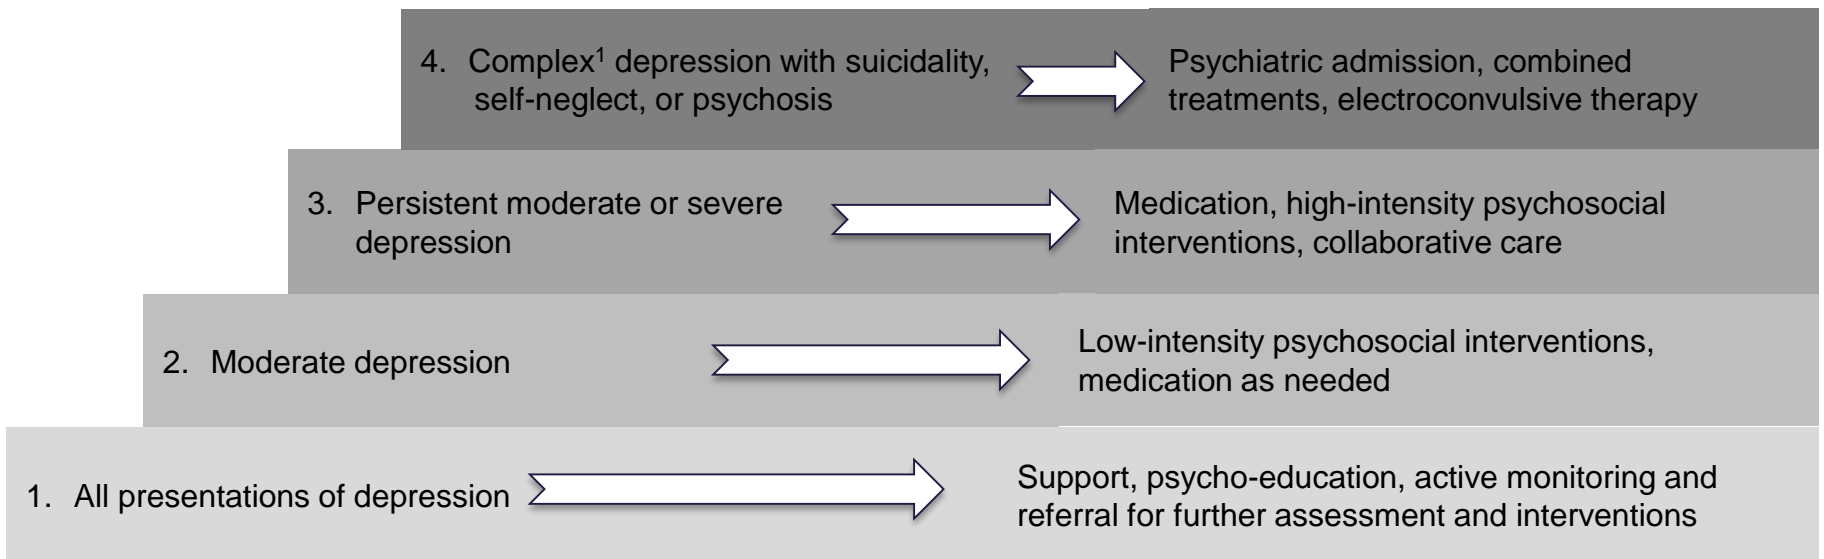 4. Complex¹ depression with suicidality,
self-neglect, or psychosis
Psychiatric admission, combined
treatments, electroconvulsive therapy
3. Persistent moderate or severe
depression
Medication, high-intensity psychosocial
interventions, collaborative care
2. Moderate depression
Low-intensity psychosocial interventions,
medication as needed
1. All presentations of depression
Support, psycho-education, active monitoring and
referral for further assessment and interventions